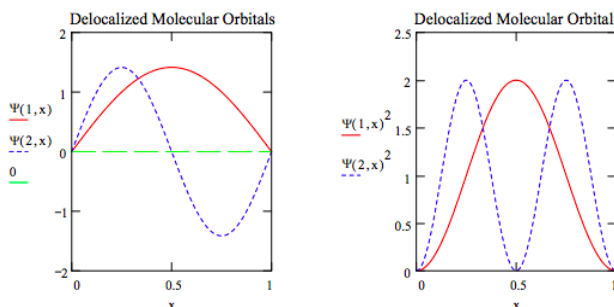 Delocalized Molecular Orbitals
2
1
0
−1
−2
Ψ(1,x)
Ψ(2,x)
0
0
0.5
1
x
Delocalized Molecular Orbital
2.5
2
1.5
1
0.5
0
Ψ(1,x)²
Ψ(2,x)²
0
0.5
1
x